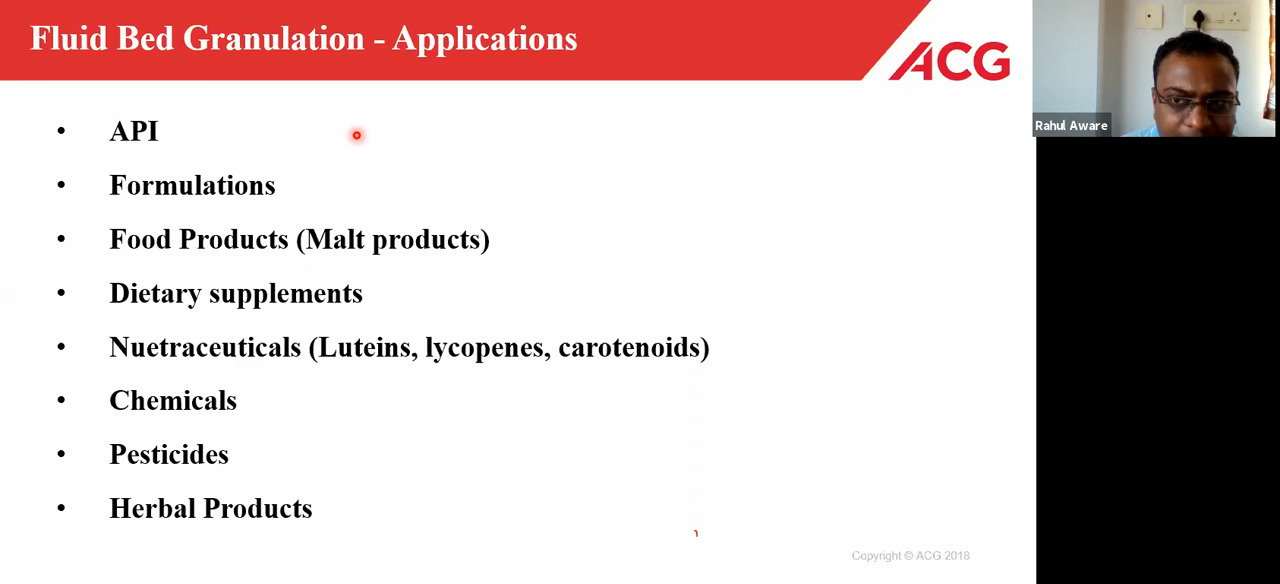 Fluid Bed Granulation - Applications
ACG
Rahul Aware
• API
• Formulations
• Food Products (Malt products)
• Dietary supplements
• Nuetraceuticals (Luteins, lycopenes, carotenoids)
• Chemicals
• Pesticides
• Herbal Products
Copyright © ACG 2018